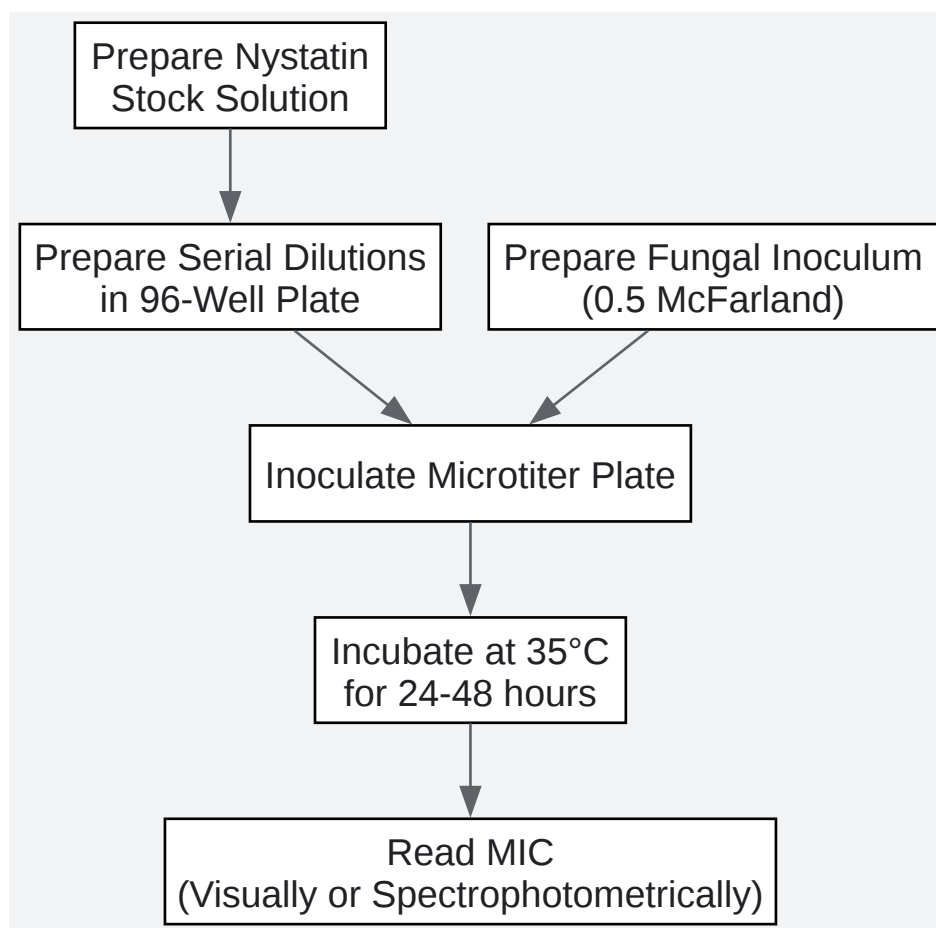 Prepare Nystatin
Stock Solution
Prepare Serial Dilutions
in 96-Well Plate
Prepare Fungal Inoculum
(0.5 McFarland)
Inoculate Microtiter Plate
Incubate at 35°C
for 24-48 hours
Read MIC
(Visually or Spectrophotometrically)